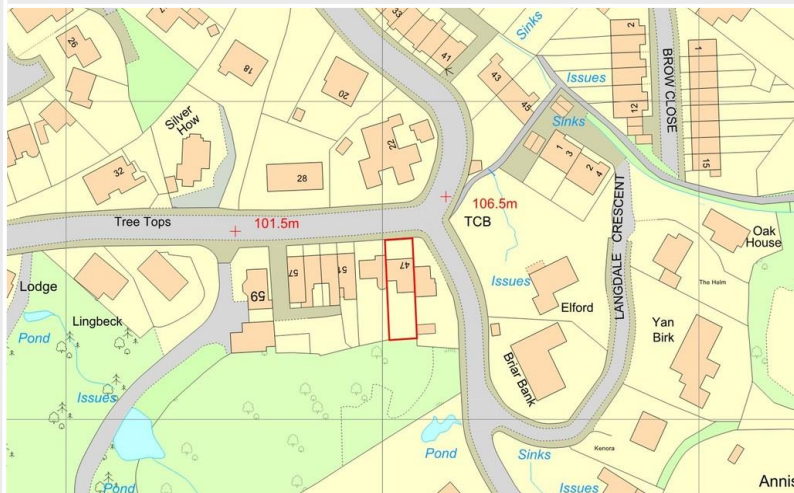 33
Sinks
2
1
26
18
41
43
Issues
BROW CLOSE
20
45
12
Silver
How
Sinks
22
1
3
2
4
15
32
28
Tree Tops
101.5m
106.5m
TCB
LANGDALE CRESCENT
Oak
House
57
51
47
Issues
The Helm
Lodge
59
Elford
Lingbeck
Yan
Birk
Pond
Briar Bank
Issues
Pond
Sinks
Kenora
Pond
Issues
Annis